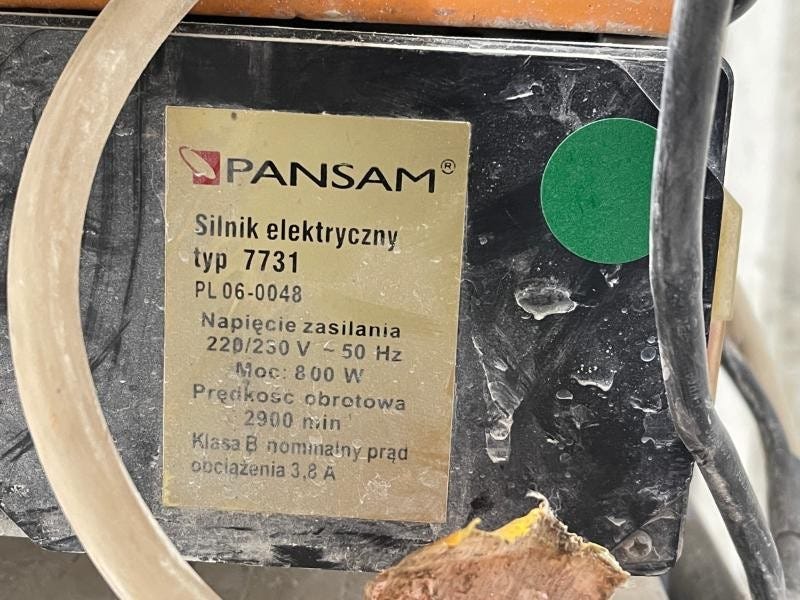 PANSAM®
Silnik elektryczny
typ 7731
PL 06-0048
Napięcie zasilania
220/230 V ~ 50 Hz
Moc: 800 W
Prędkość obrotowa
2900 min
Klasa B nominalny prąd
obciążenia 3,8 A